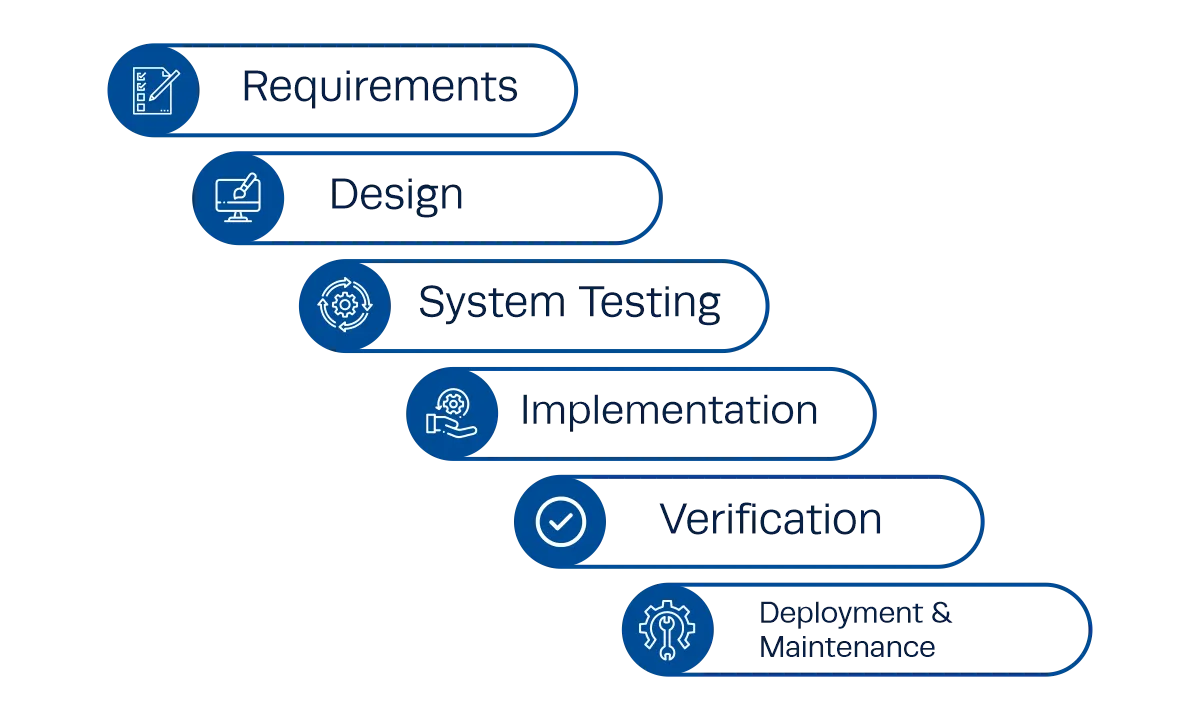 Requirements
Design
System Testing
Implementation
Verification
Deployment &
Maintenance